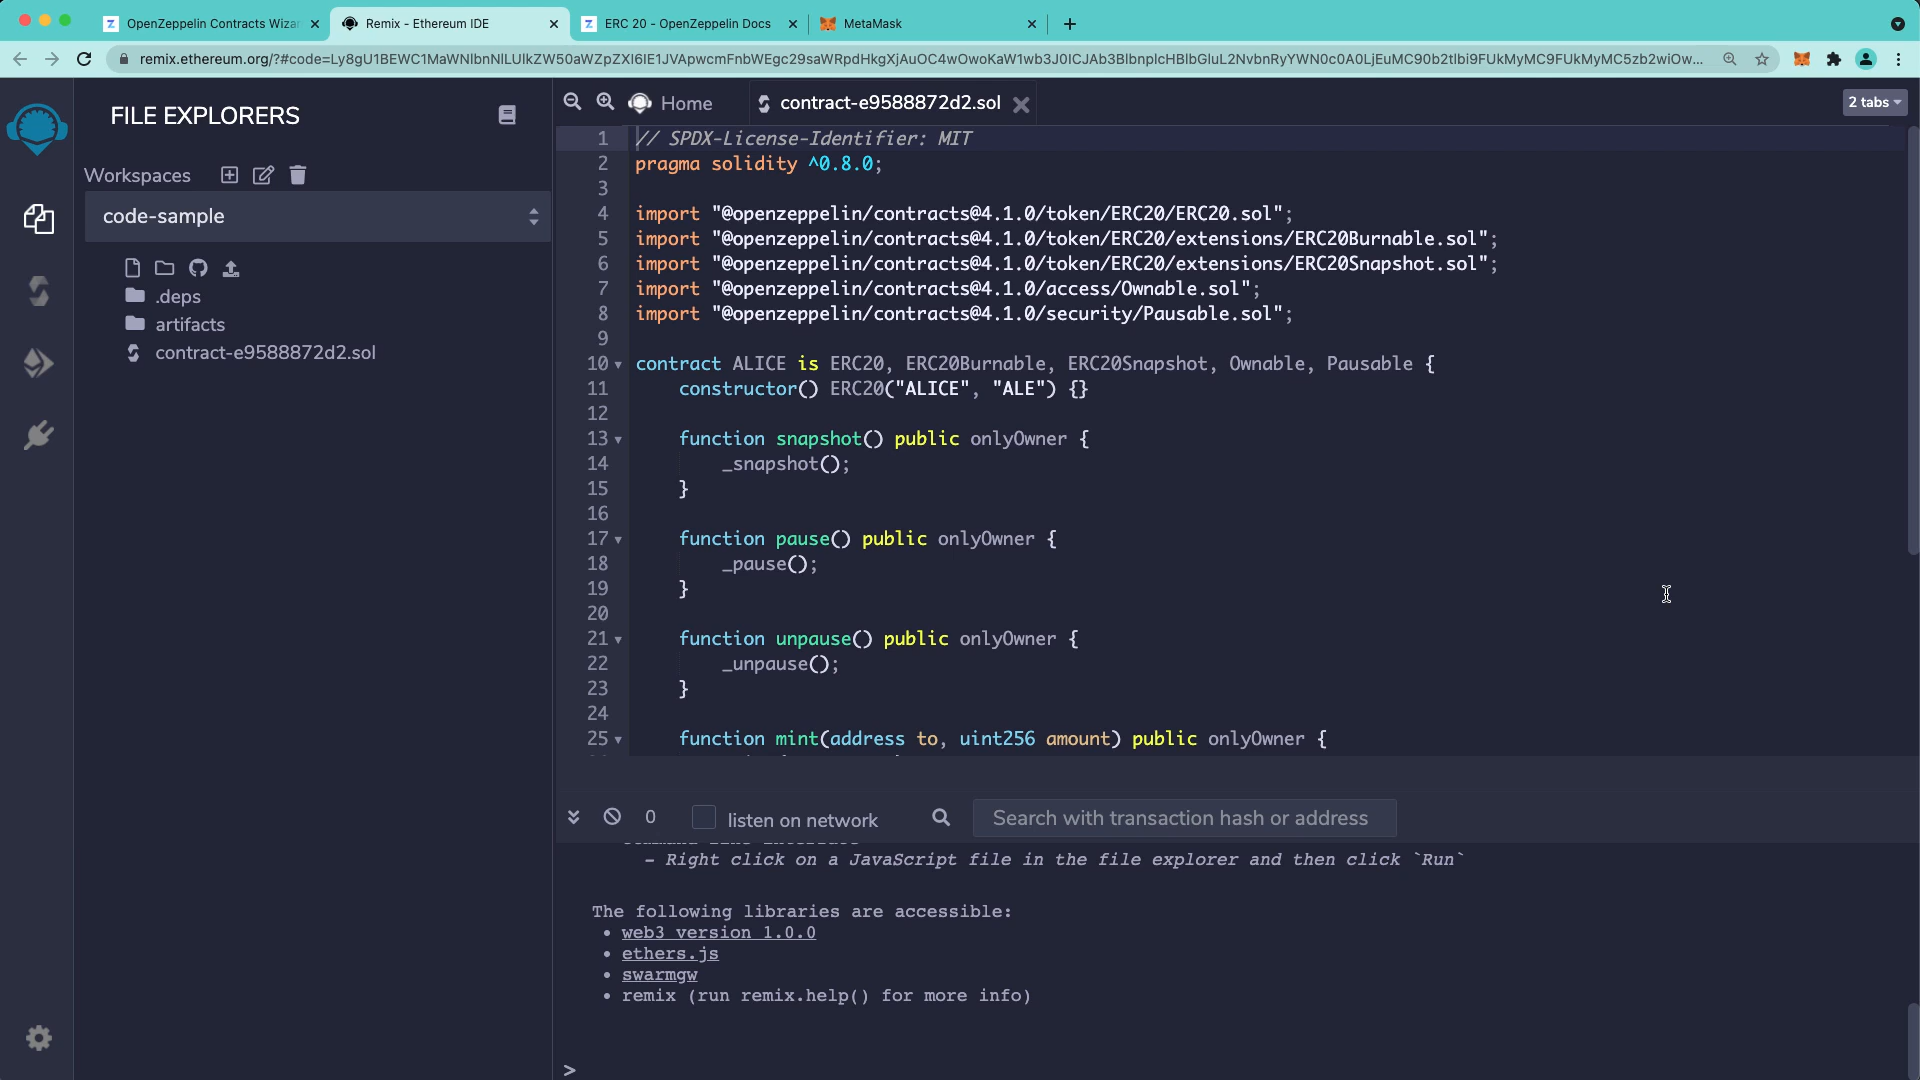 OpenZeppelin Contracts Wizar
Remix - Ethereum IDE
ERC 20 - OpenZeppelin Docs
MetaMask
remix.ethereum.org/?#code=Ly8gU1BEWC1MaWNlbnNlLUlkZW50aWZpZXI6IE1JVApwcmFnbWEgc29saWRpdHkgXjAuOC4wOwoKaW1wb3J0ICJAb3BlbnplcHBlbGluL2NvbnRyYWN0c0A0LjEuMC90b2tlbi9FUkMyMC9FUkMyMC5zb2wiOw...
FILE EXPLORERS
Home
contract-e9588872d2.sol
2 tabs
Workspaces
code-sample
.deps
artifacts
contract-e9588872d2.sol
1 // SPDX-License-Identifier: MIT
2 pragma solidity ^0.8.0;
3
4 import "@openzeppelin/contracts@4.1.0/token/ERC20/ERC20.sol";
5 import "@openzeppelin/contracts@4.1.0/token/ERC20/extensions/ERC20Burnable.sol";
6 import "@openzeppelin/contracts@4.1.0/token/ERC20/extensions/ERC20Snapshot.sol";
7 import "@openzeppelin/contracts@4.1.0/access/Ownable.sol";
8 import "@openzeppelin/contracts@4.1.0/security/Pausable.sol";
9
10 contract ALICE is ERC20, ERC20Burnable, ERC20Snapshot, Ownable, Pausable {
11 constructor() ERC20("ALICE", "ALE") {}
12
13 function snapshot() public onlyOwner {
14 _snapshot();
15 }
16
17 function pause() public onlyOwner {
18 _pause();
19 }
20
21 function unpause() public onlyOwner {
22 _unpause();
23 }
24
25 function mint(address to, uint256 amount) public onlyOwner {
0
listen on network
Search with transaction hash or address
- Right click on a JavaScript file in the file explorer and then click `Run`
The following libraries are accessible:
• web3 version 1.0.0
• ethers.js
• swarmgw
• remix (run remix.help() for more info)
>